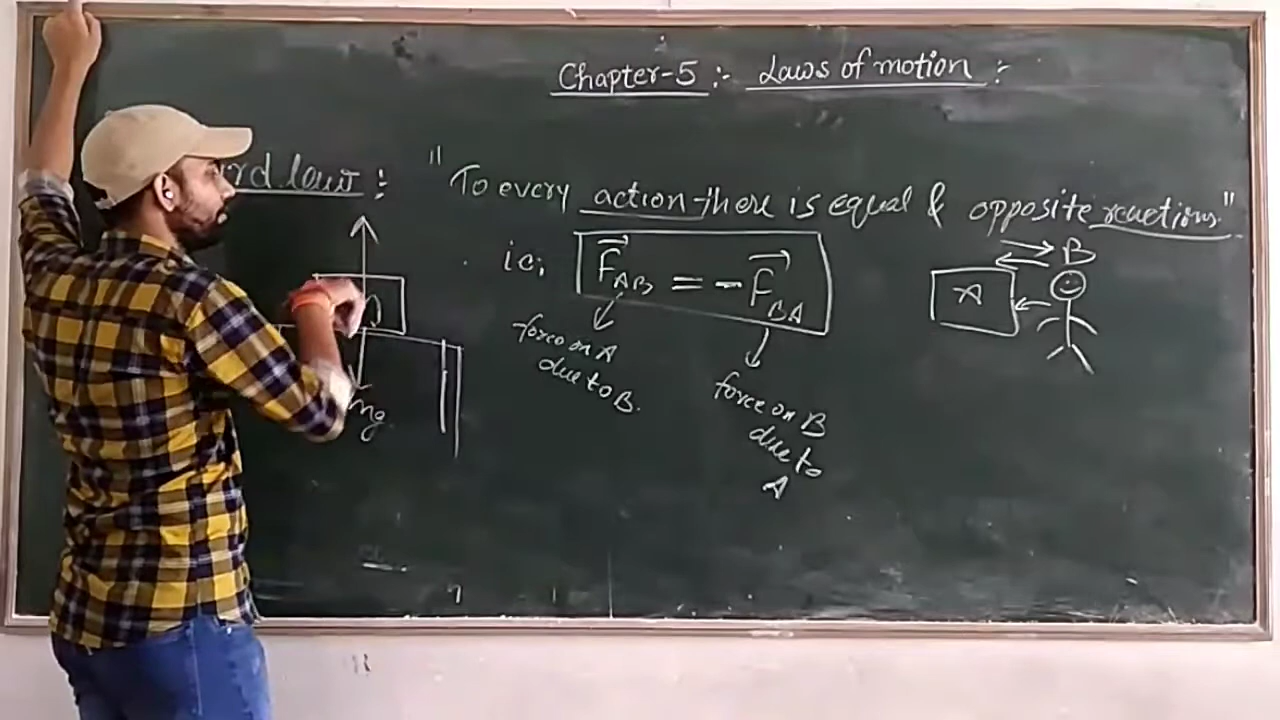 Chapter-5 :- Laws of motion :-
law :
"To every action there is equal & opposite reactions."
ie, F⃗AB = -F⃗BA
B
A
force on A
due to B.
force on B
due to
A
mg